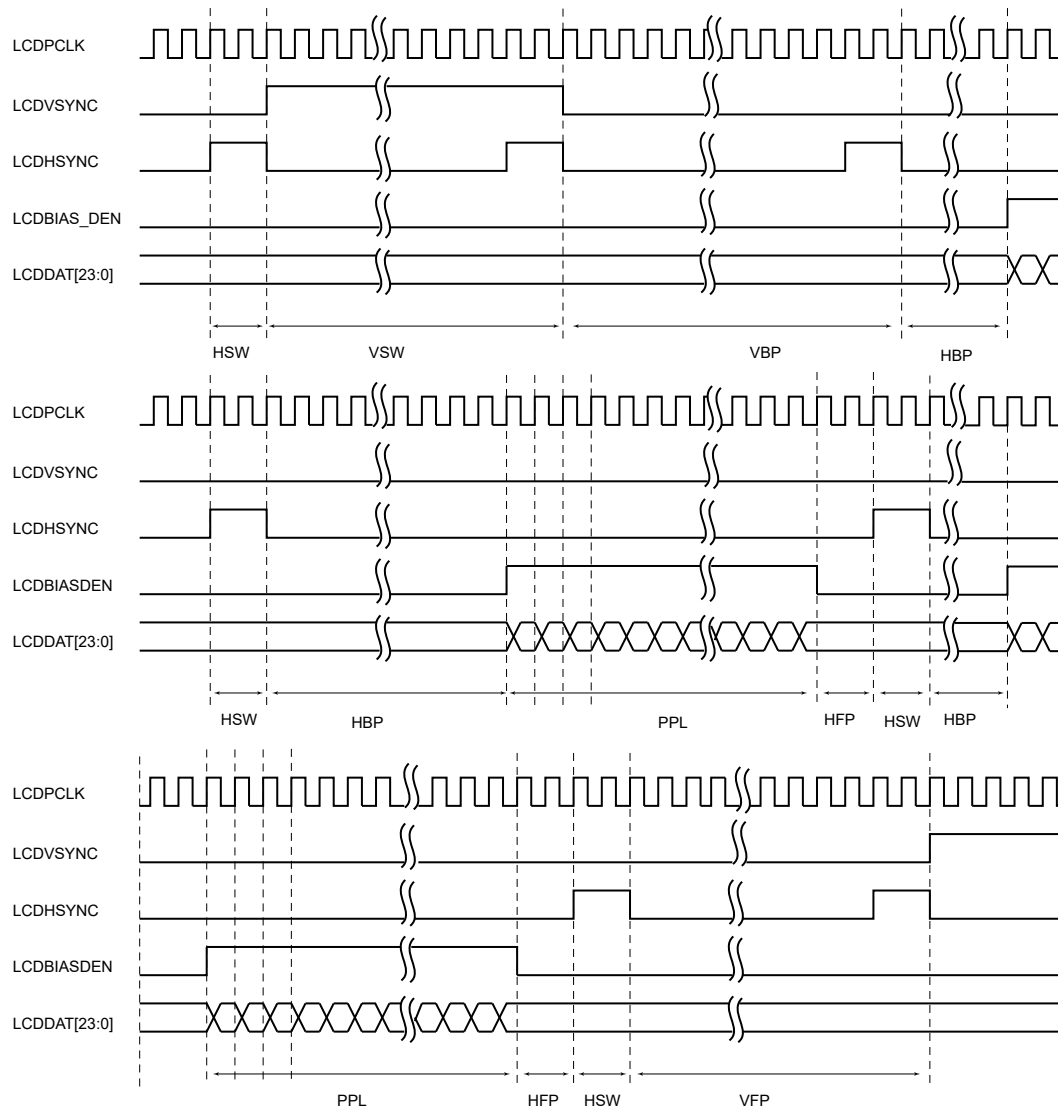 LCDPCLK
LCDVSYNC
LCDHSYNC
LCDBIAS_DEN
LCDDAT[23:0]
HSW VSW VBP HBP
LCDPCLK
LCDVSYNC
LCDHSYNC
LCDBIASDEN
LCDDAT[23:0]
HSW HBP PPL HFP HSW HBP
LCDPCLK
LCDVSYNC
LCDHSYNC
LCDBIASDEN
LCDDAT[23:0]
PPL HFP HSW VFP